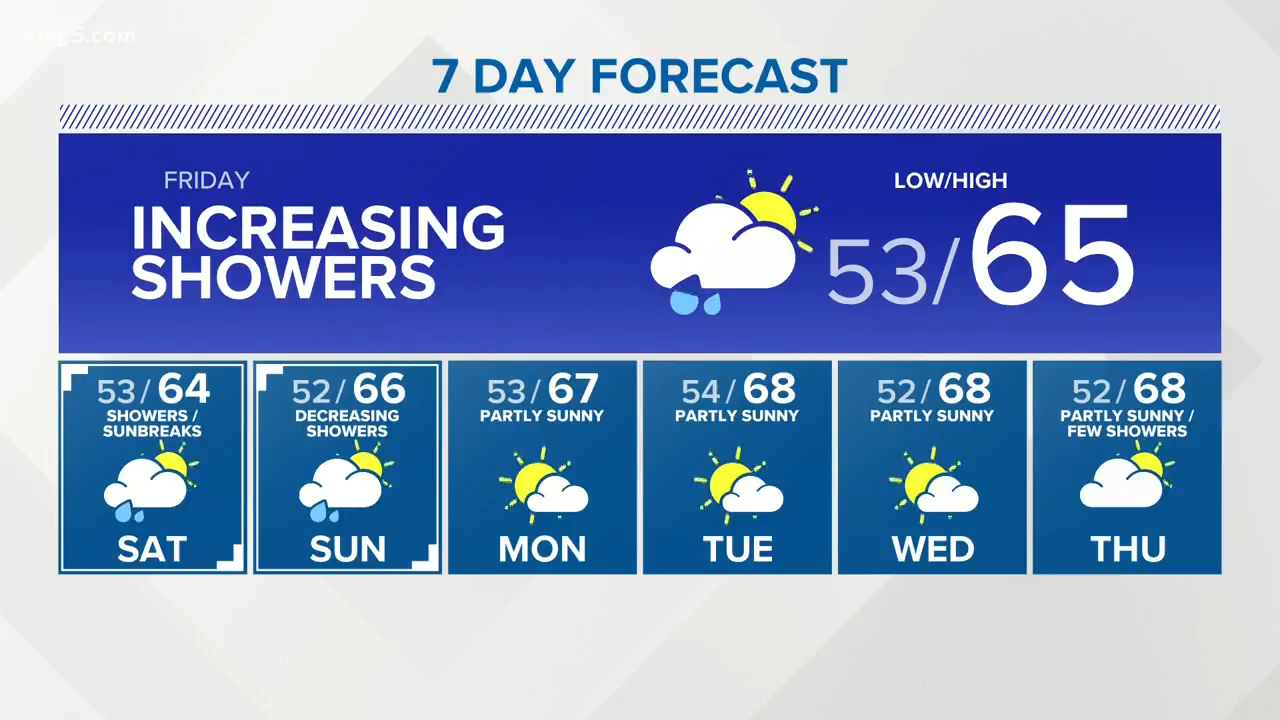 king5.com
7 DAY FORECAST
FRIDAY
INCREASING
SHOWERS
LOW/HIGH
53/65
53/64
SHOWERS /
SUNBREAKS
SAT
52/66
DECREASING
SHOWERS
SUN
53/67
PARTLY SUNNY
MON
54/68
PARTLY SUNNY
TUE
52/68
PARTLY SUNNY
WED
52/68
PARTLY SUNNY /
FEW SHOWERS
THU